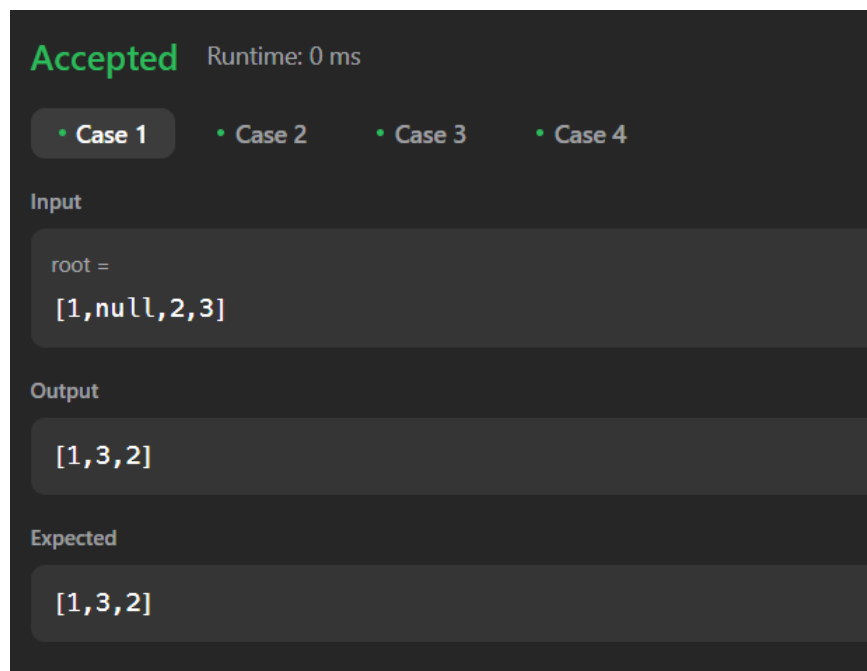 Accepted Runtime: 0 ms
Case 1 Case 2 Case 3 Case 4
Input
root =
[1,null,2,3]
Output
[1,3,2]
Expected
[1,3,2]